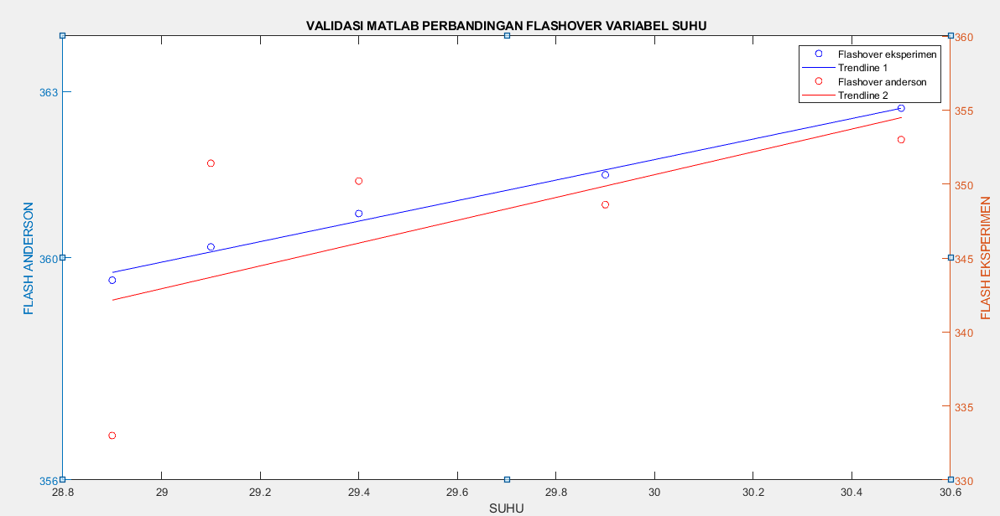 VALIDASI MATLAB PERBANDINGAN FLASHOVER VARIABEL SUHU
Flashover eksperimen
Trendline 1
Flashover anderson
Trendline 2
FLASH ANDERSON
363
360
356
360
355
350
345
340
335
330
FLASH EKSPERIMEN
28.8 29 29.2 29.4 29.6 29.8 30 30.2 30.4 30.6
SUHU